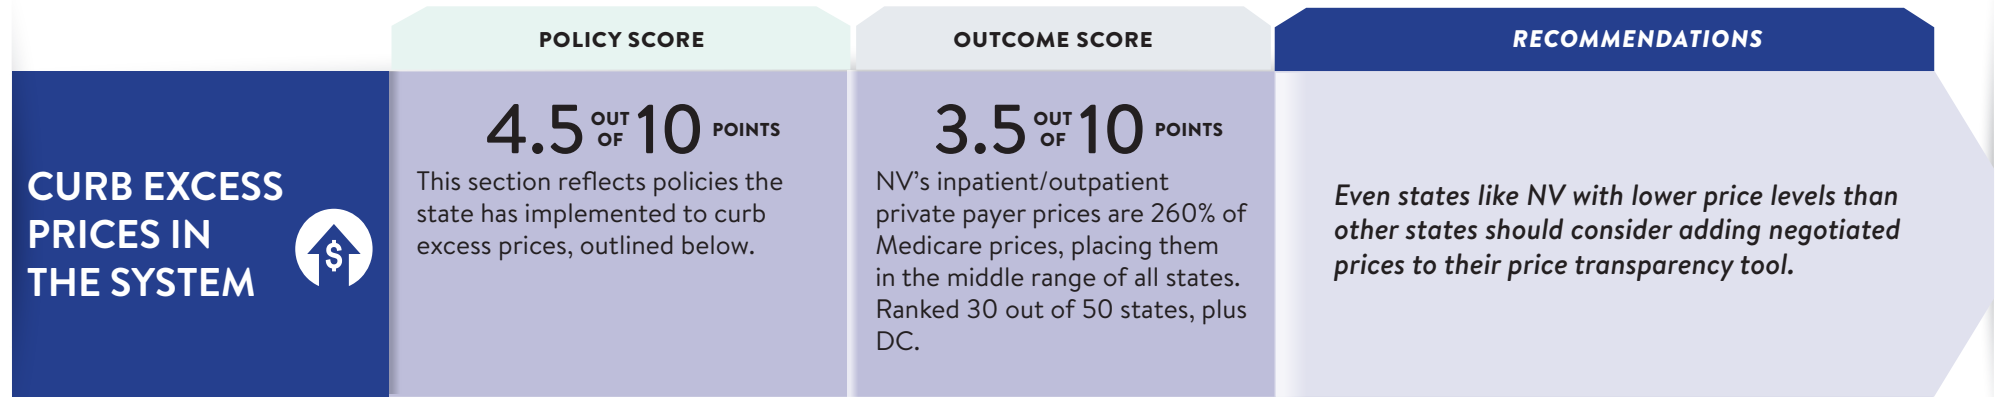 POLICY SCORE
OUTCOME SCORE
RECOMMENDATIONS
CURB EXCESS
PRICES IN
THE SYSTEM
$
4.5 OUT OF 10 POINTS
This section reflects policies the
state has implemented to curb
excess prices, outlined below.
3.5 OUT OF 10 POINTS
NV’s inpatient/outpatient
private payer prices are 260% of
Medicare prices, placing them
in the middle range of all states.
Ranked 30 out of 50 states, plus
DC.
Even states like NV with lower price levels than
other states should consider adding negotiated
prices to their price transparency tool.